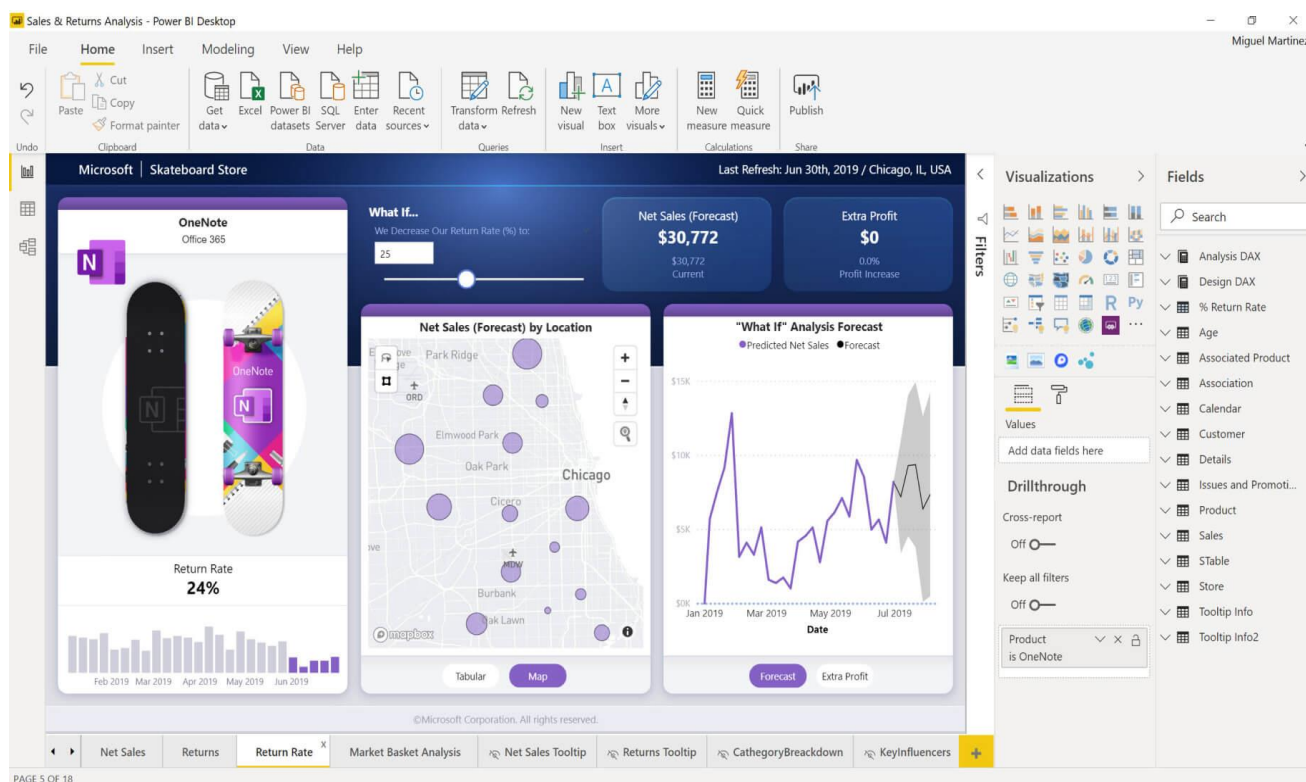 Sales & Returns Analysis - Power BI Desktop
Miguel Martinez
File Home Insert Modeling View Help
Paste
Cut
Copy
Format painter
Get data
Excel
Power BI datasets
SQL Server
Enter data
Recent sources
Transform data
Refresh
New visual
Text box
More visuals
New measure
Quick measure
Publish
Undo Clipboard Data Queries Insert Calculations Share
Microsoft | Skateboard Store
Last Refresh: Jun 30th, 2019 / Chicago, IL, USA
OneNote
Office 365
N
OneNote
N
N
Return Rate
24%
Feb 2019 Mar 2019 Apr 2019 May 2019 Jun 2019
What If...
We Decrease Our Return Rate (%) to:
25
Net Sales (Forecast)
$30,772
$30,772
Current
Extra Profit
$0
0.0%
Profit Increase
Net Sales (Forecast) by Location
Park Ridge
ORD
Elmwood Park
Oak Park
Chicago
Cicero
MDW
Burbank
Oak Lawn
mapbox
Tabular Map
"What If" Analysis Forecast
Predicted Net Sales Forecast
$15K
$10K
$5K
$0K
Jan 2019 Mar 2019 May 2019 Jul 2019
Date
Forecast Extra Profit
©Microsoft Corporation. All rights reserved.
Filters
Visualizations
R Py
Values
Add data fields here
Drillthrough
Cross-report
Off
Keep all filters
Off
Product
is OneNote
Fields
Search
Analysis DAX
Design DAX
% Return Rate
Age
Associated Product
Association
Calendar
Customer
Details
Issues and Promoti...
Product
Sales
STable
Store
Tooltip Info
Tooltip Info2
Net Sales Returns Return Rate x Market Basket Analysis Net Sales Tooltip Returns Tooltip CathegoryBreackdown KeyInfluencers +
PAGE 5 OF 18